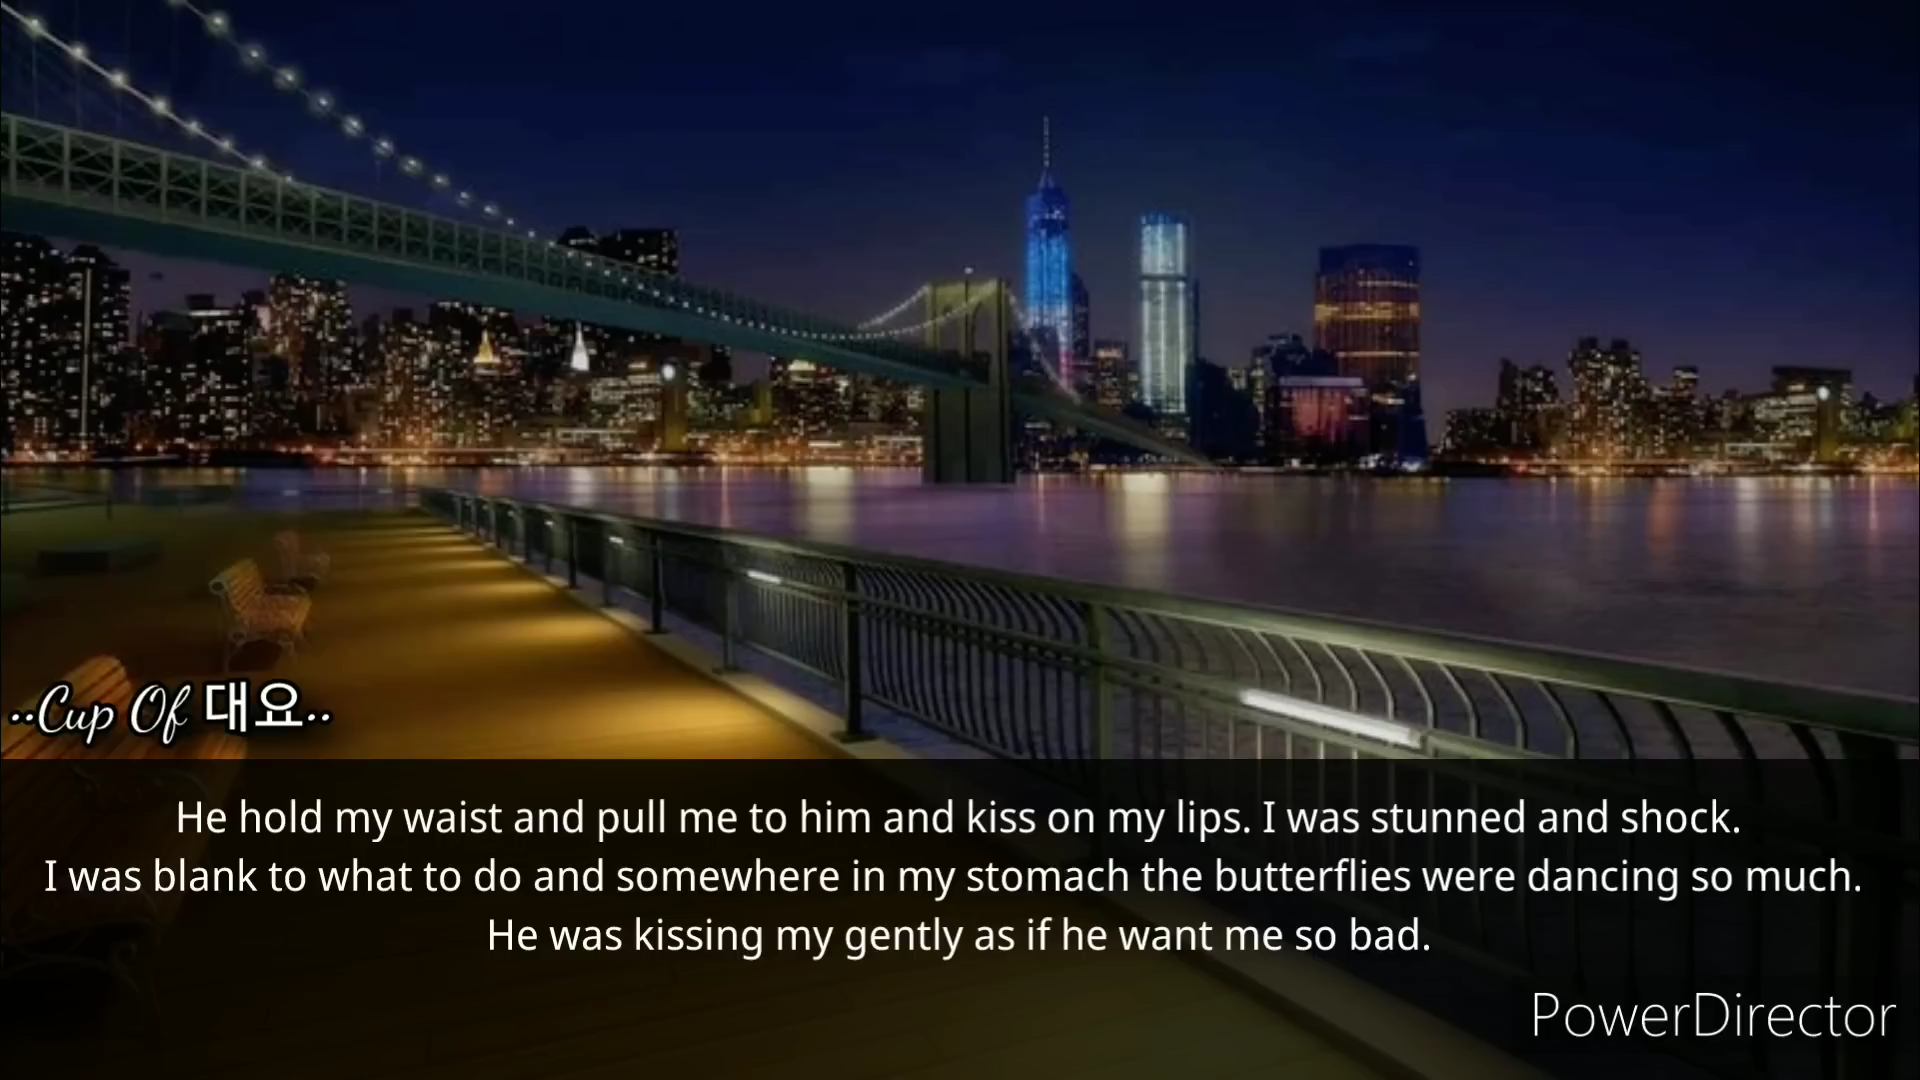 ..Cup Of 대요..
He hold my waist and pull me to him and kiss on my lips. I was stunned and shock.
I was blank to what to do and somewhere in my stomach the butterflies were dancing so much.
He was kissing my gently as if he want me so bad.
PowerDirector